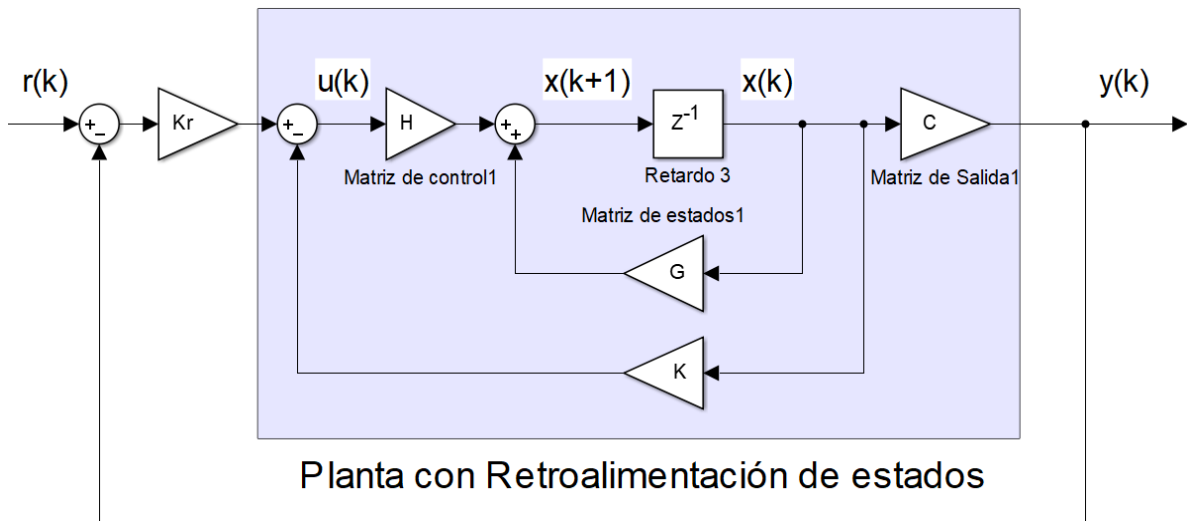 r(k)
u(k)
x(k+1)
x(k)
y(k)
+
−
Kr
+
−
H
+
+
z-1
C
Matriz de control1
Retardo 3
Matriz de Salida1
Matriz de estados1
G
K
Planta con Retroalimentación de estados